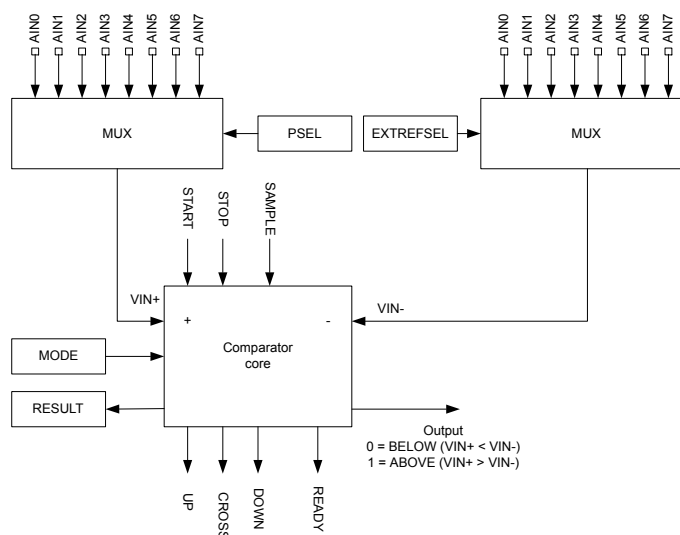 AIN0
AIN1
AIN2
AIN3
AIN4
AIN5
AIN6
AIN7
AIN0
AIN1
AIN2
AIN3
AIN4
AIN5
AIN6
AIN7
MUX
PSEL
EXTREFSEL
MUX
START
STOP
SAMPLE
VIN+
VIN-
+
-
Comparator
core
MODE
RESULT
Output
0 = BELOW (VIN+ < VIN-)
1 = ABOVE (VIN+ > VIN-)
UP
CROSS
DOWN
READY